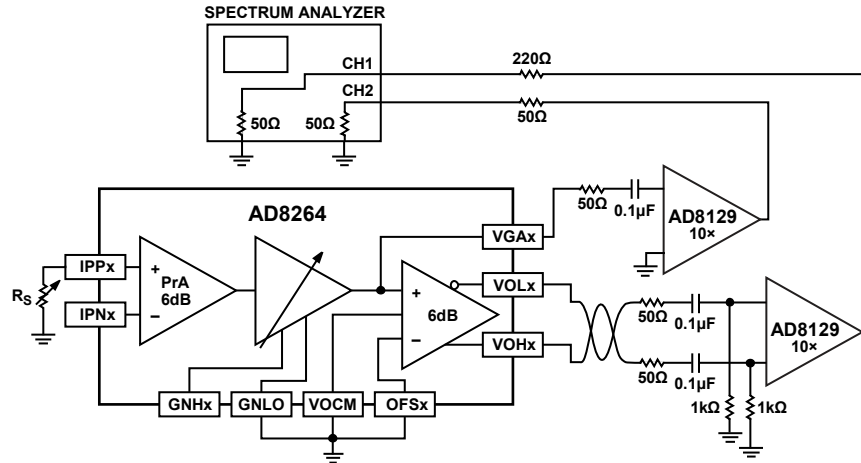 SPECTRUM ANALYZER
CH1
CH2
50Ω
50Ω
220Ω
50Ω
AD8264
IPPx
IPNx
RS
+
−
PrA
6dB
+
−
6dB
VGAx
VOLx
VOHx
GNHx
GNLO
VOCM
OFSx
50Ω
0.1µF
AD8129
10×
50Ω
0.1µF
50Ω
0.1µF
1kΩ
1kΩ
AD8129
10×